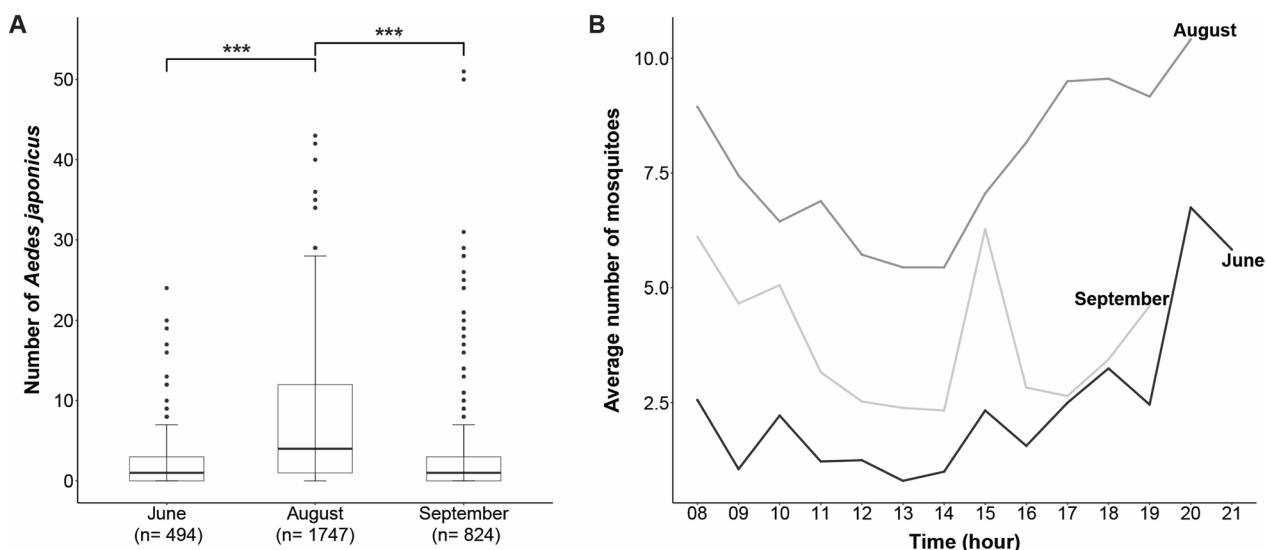 A
***
***
Number of Aedes japonicus
50
40
30
20
10
0
June
(n= 494)
August
(n= 1747)
September
(n= 824)
B
August
June
September
Average number of mosquitoes
10.0
7.5
5.0
2.5
08 09 10 11 12 13 14 15 16 17 18 19 20 21
Time (hour)